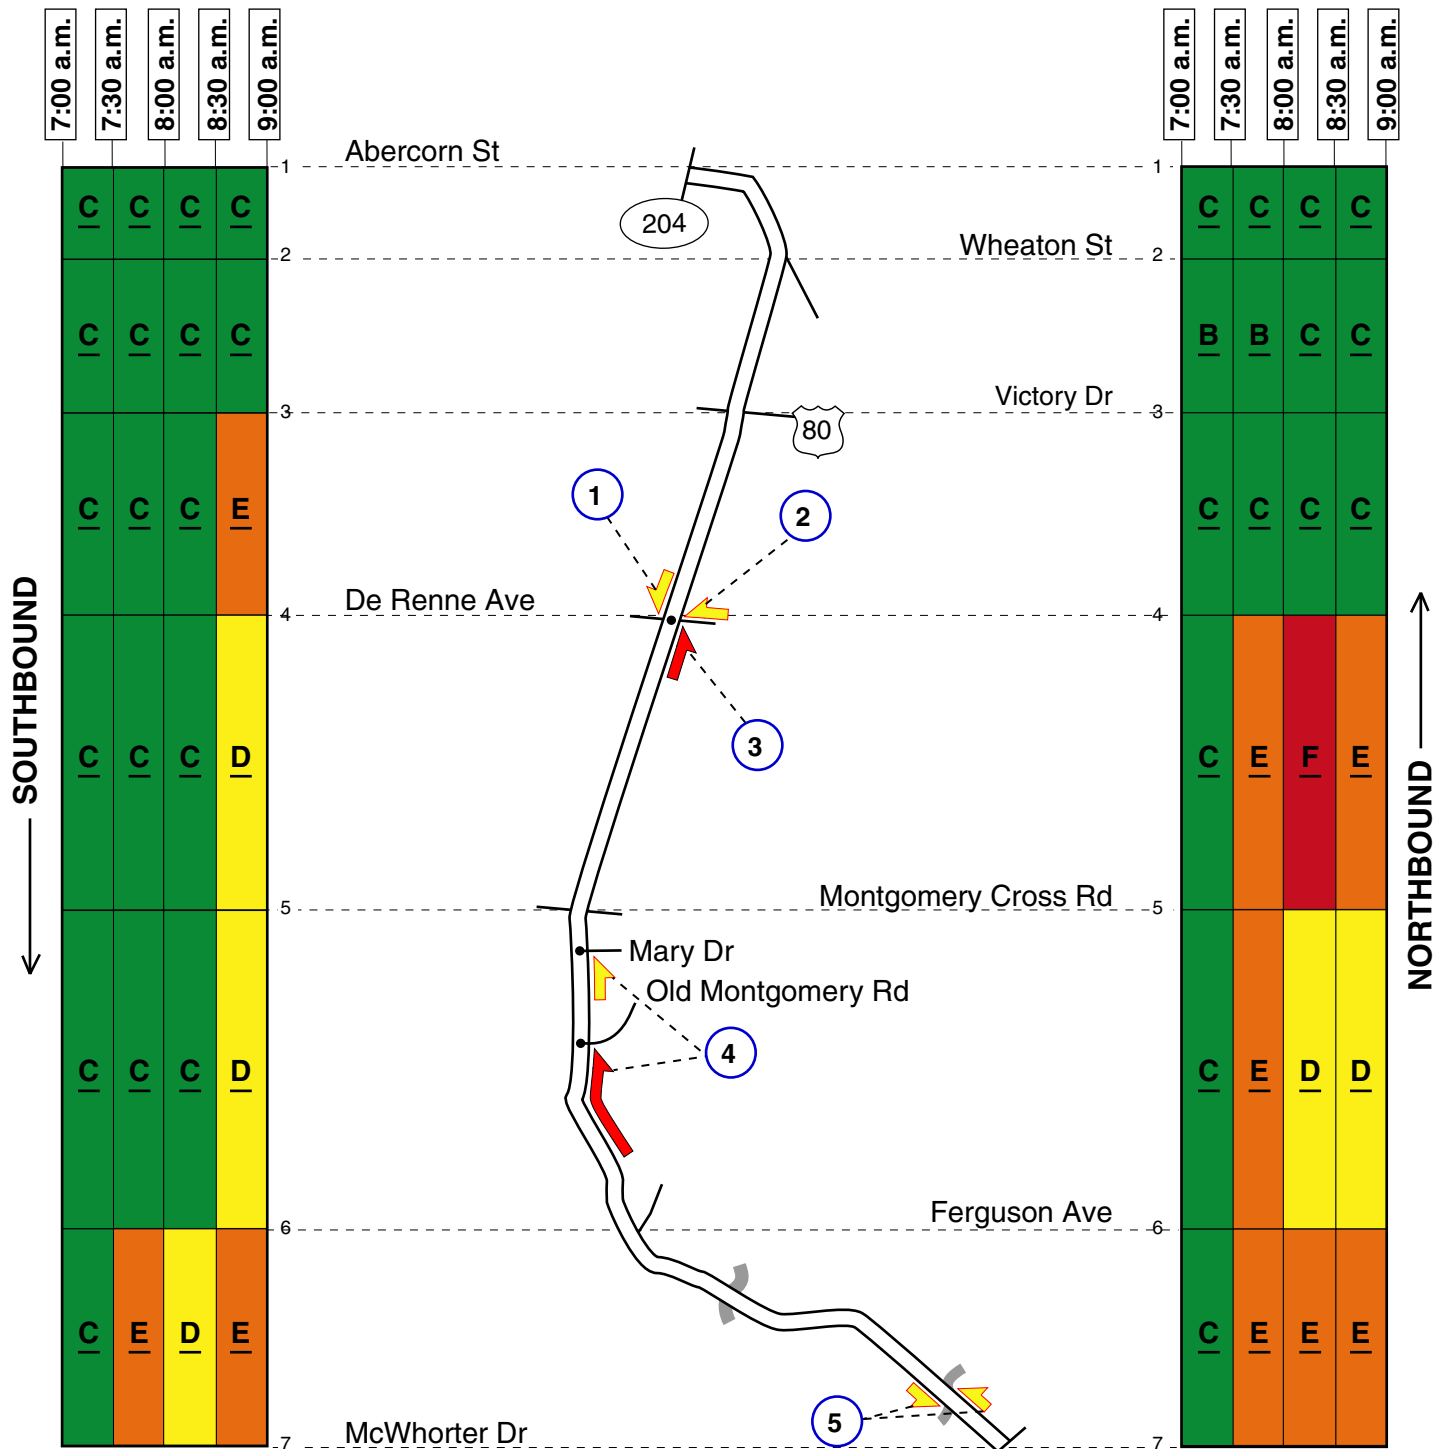 7:00 a.m. 7:30 a.m. 8:00 a.m. 8:30 a.m. 9:00 a.m. 7:00 a.m. 7:30 a.m. 8:00 a.m. 8:30 a.m. 9:00 a.m.
1 Abercorn St 1
C C C C 204 C C C C
2 Wheaton St 2
C C C C B B C C
3 Victory Dr 3
80
1 2
C C C E C C C C
4 De Renne Ave 4
3
C C C D C E F E
SOUTHBOUND
NORTHBOUND
5 Montgomery Cross Rd 5
Mary Dr
Old Montgomery Rd
4
C C C D C E D D
6 Ferguson Ave 6
C E D E C E E E
5
7 McWhorter Dr 7